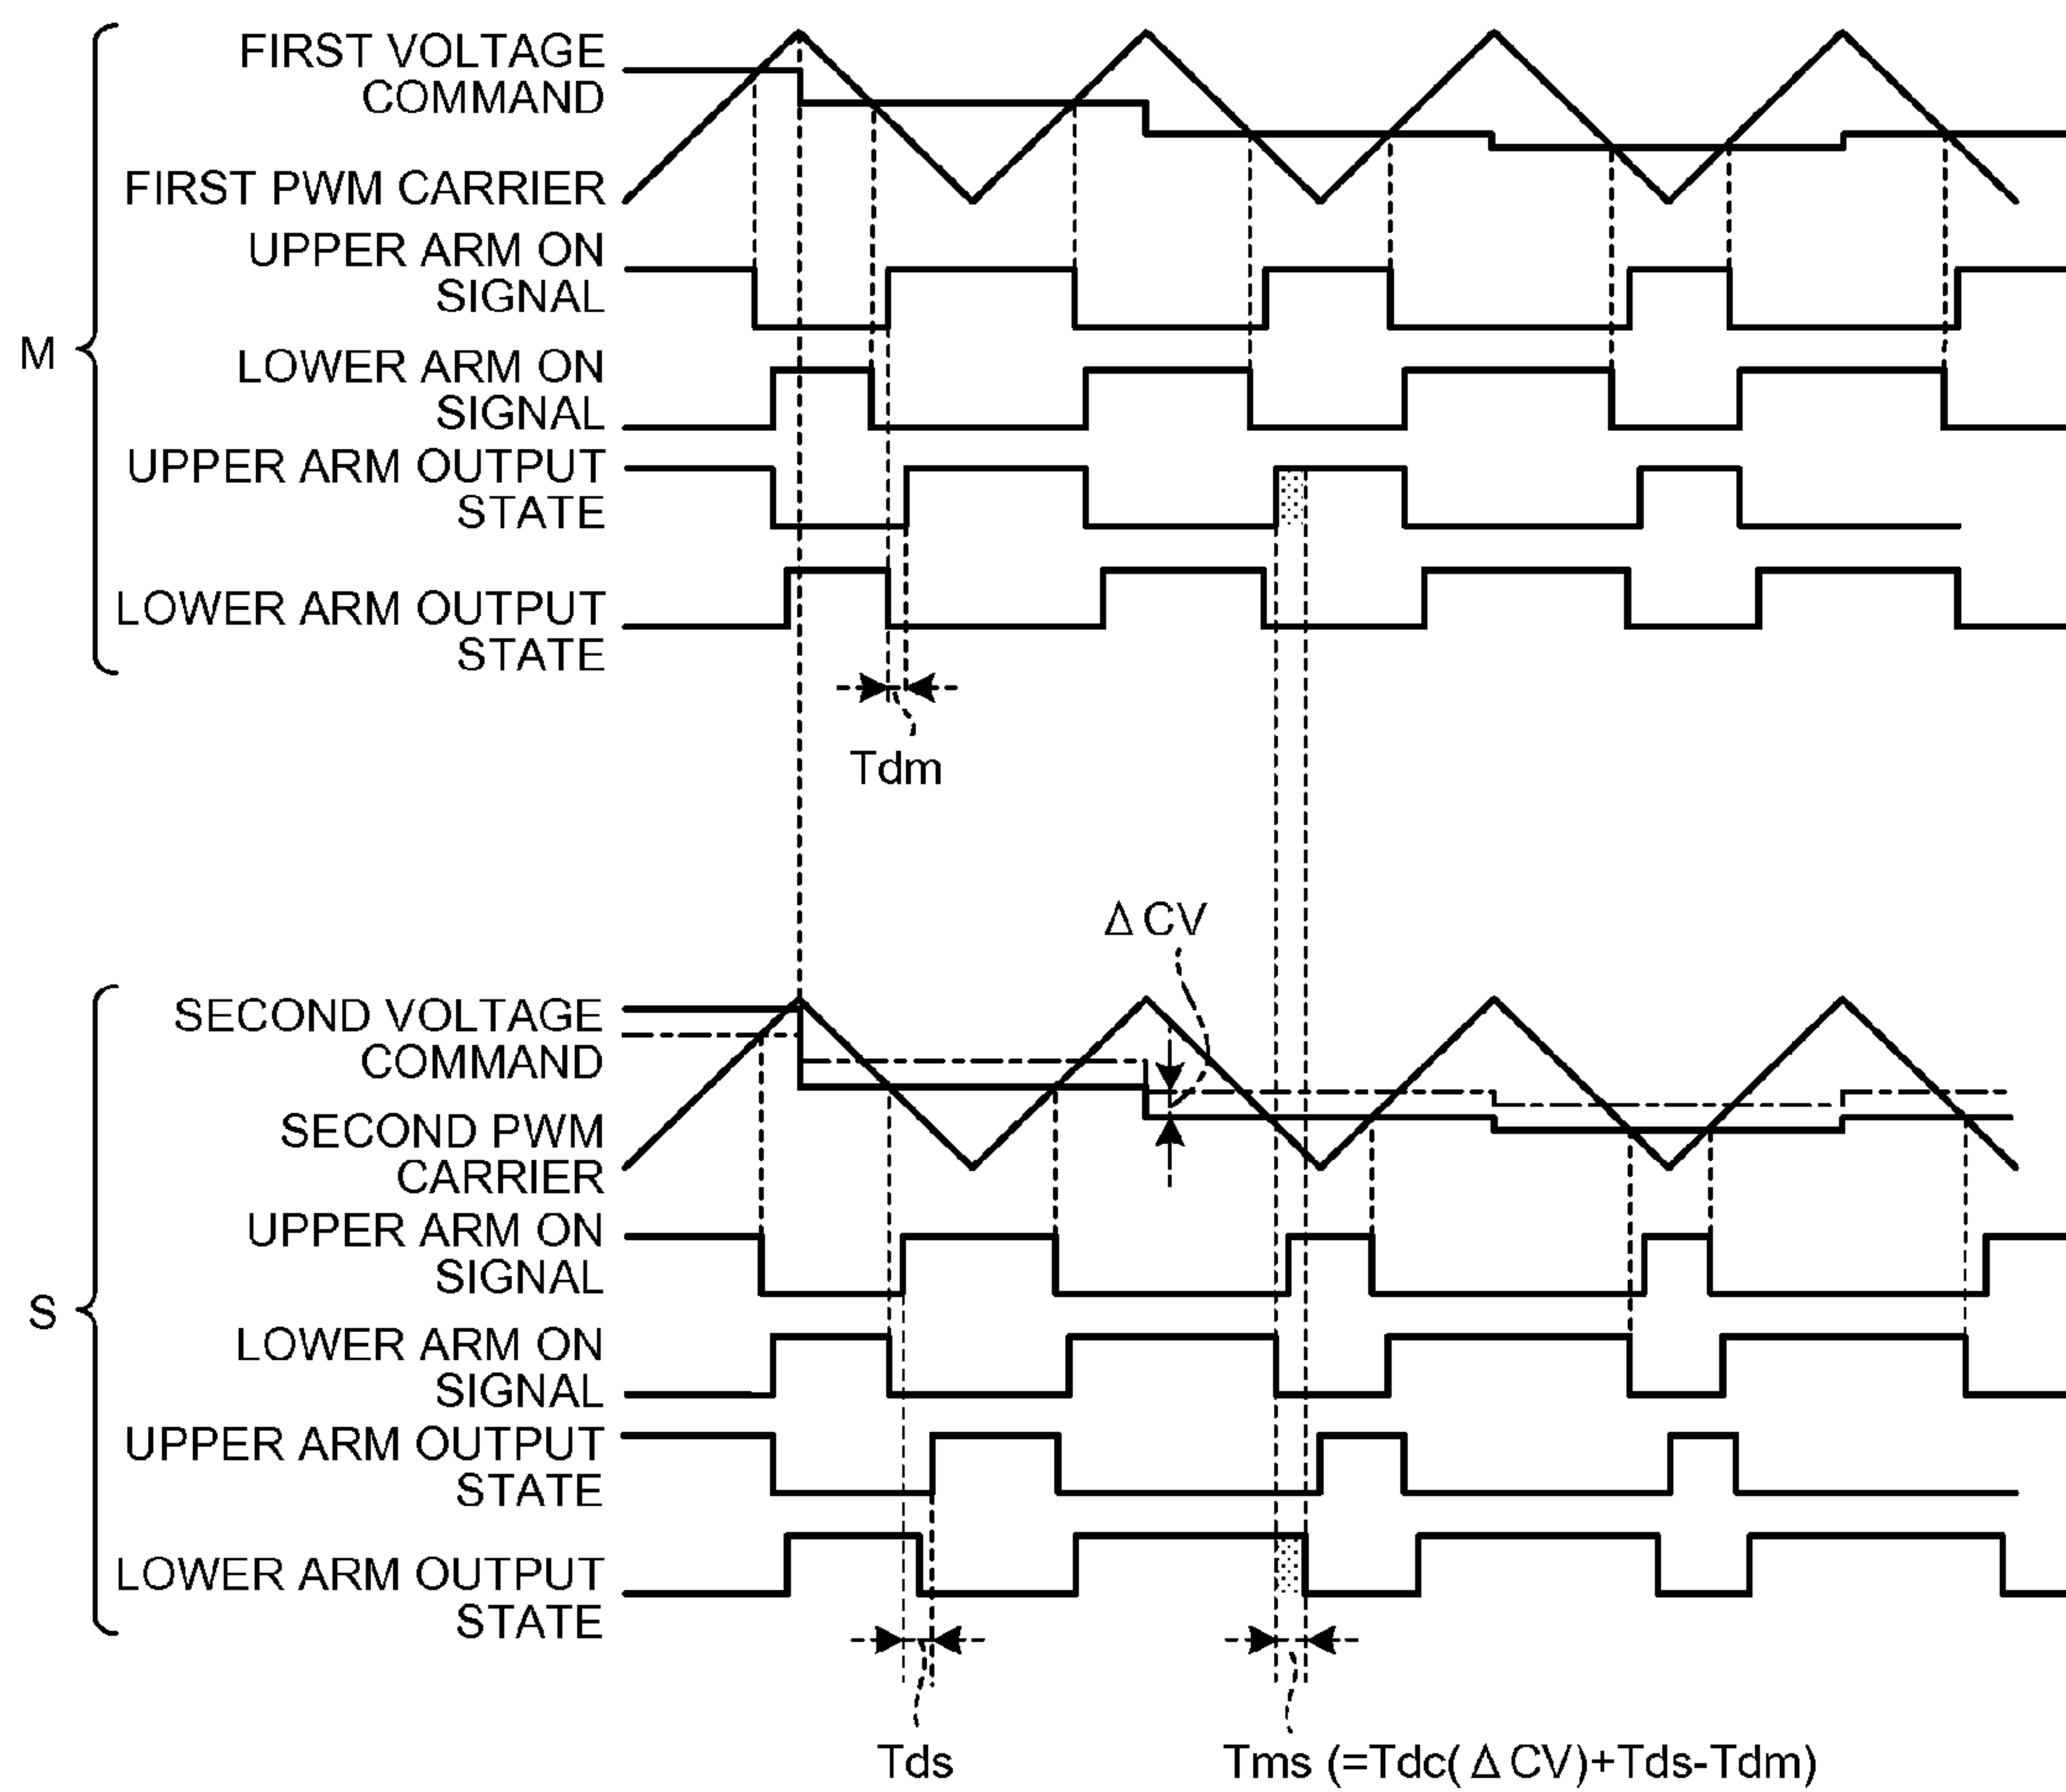 FIRST VOLTAGE
COMMAND
FIRST PWM CARRIER
UPPER ARM ON
SIGNAL
M
LOWER ARM ON
SIGNAL
UPPER ARM OUTPUT
STATE
LOWER ARM OUTPUT
STATE
Tdm
Δ CV
SECOND VOLTAGE
COMMAND
SECOND PWM
CARRIER
UPPER ARM ON
SIGNAL
S
LOWER ARM ON
SIGNAL
UPPER ARM OUTPUT
STATE
LOWER ARM OUTPUT
STATE
Tds
Tms (=Tdc(Δ CV)+Tds-Tdm)